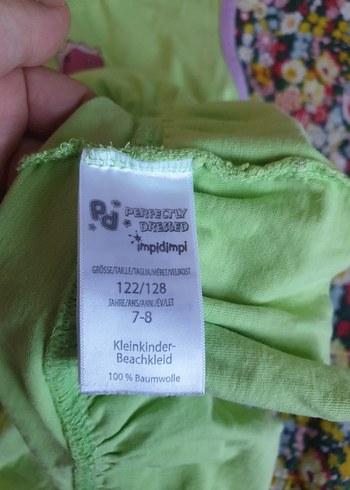 Pd PERFECTLY
DRESSED
impidimpi
GRÖSSE/TAILLE/TAGLIA/MÉRET/VELIKOST
122/128
JAHRE/ANS/ANNI/ÉV/LET
7-8
Kleinkinder-
Beachkleid
100 % Baumwolle